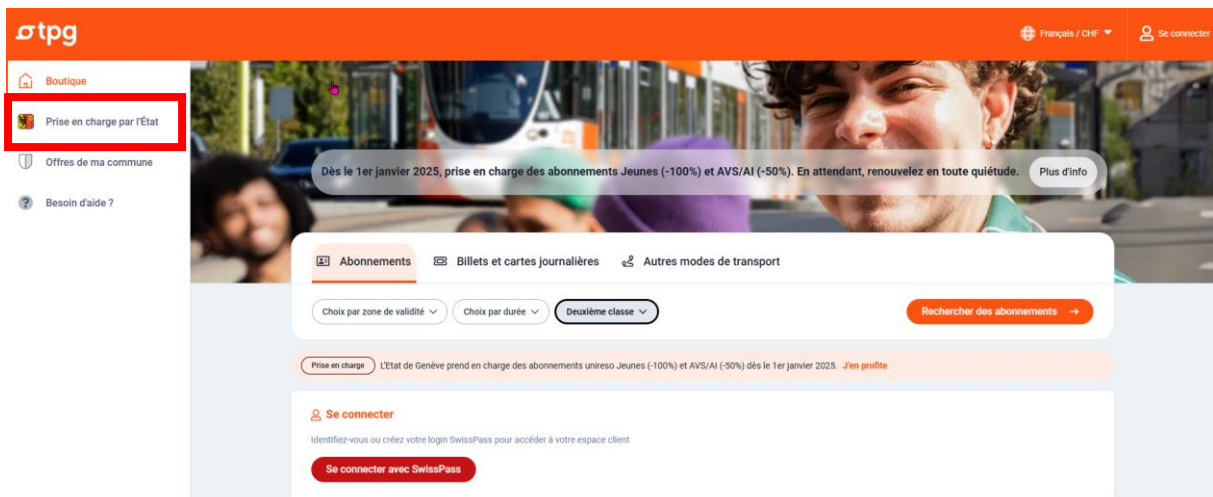 tpg
Français / CHF
Se connecter
Boutique
Prise en charge par l'État
Offres de ma commune
Besoin d'aide ?
Dès le 1er janvier 2025, prise en charge des abonnements Jeunes (-100%) et AVS/AI (-50%). En attendant, renouvelez en toute quiétude. Plus d'info
Abonnements Billets et cartes journalières Autres modes de transport
Choix par zone de validité Choix par durée Deuxième classe Rechercher des abonnements →
Prise en charge L'Etat de Genève prend en charge des abonnements unireso Jeunes (-100%) et AVS/AI (-50%) dès le 1er janvier 2025. J'en profite
Se connecter
Identifiez-vous ou créez votre login SwissPass pour accéder à votre espace client
Se connecter avec SwissPass